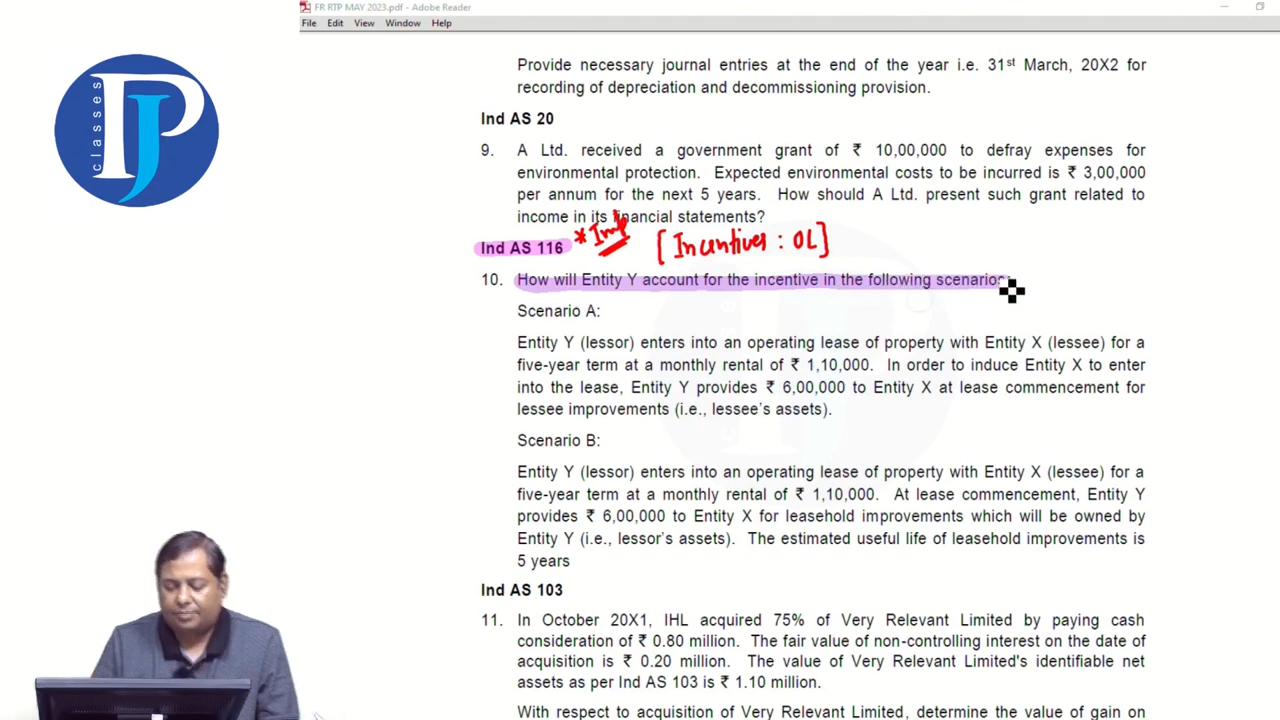 FR RTP MAY 2023.pdf - Adobe Reader
File Edit View Window Help
classes
PJ
Provide necessary journal entries at the end of the year i.e. 31st March, 20X2 for
recording of depreciation and decommissioning provision.
Ind AS 20
9. A Ltd. received a government grant of ₹ 10,00,000 to defray expenses for
environmental protection. Expected environmental costs to be incurred is ₹ 3,00,000
per annum for the next 5 years. How should A Ltd. present such grant related to
income in its financial statements?
Ind AS 116 * Imp [Incentives : OL]
10. How will Entity Y account for the incentive in the following scenarios:
Scenario A:
Entity Y (lessor) enters into an operating lease of property with Entity X (lessee) for a
five-year term at a monthly rental of ₹ 1,10,000. In order to induce Entity X to enter
into the lease, Entity Y provides ₹ 6,00,000 to Entity X at lease commencement for
lessee improvements (i.e., lessee's assets).
Scenario B:
Entity Y (lessor) enters into an operating lease of property with Entity X (lessee) for a
five-year term at a monthly rental of ₹ 1,10,000. At lease commencement, Entity Y
provides ₹ 6,00,000 to Entity X for leasehold improvements which will be owned by
Entity Y (i.e., lessor's assets). The estimated useful life of leasehold improvements is
5 years
Ind AS 103
11. In October 20X1, IHL acquired 75% of Very Relevant Limited by paying cash
consideration of ₹ 0.80 million. The fair value of non-controlling interest on the date of
acquisition is ₹ 0.20 million. The value of Very Relevant Limited's identifiable net
assets as per Ind AS 103 is ₹ 1.10 million.
With respect to acquisition of Very Relevant Limited, determine the value of gain on